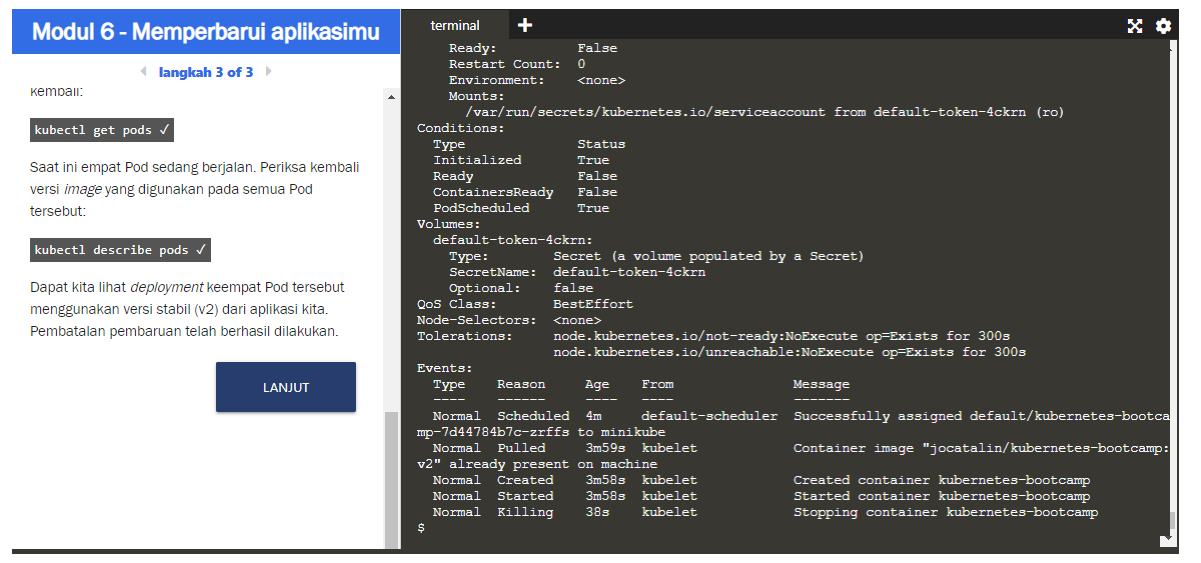 Modul 6 - Memperbarui aplikasimu
langkah 3 of 3
kembali:
kubectl get pods ✓
Saat ini empat Pod sedang berjalan. Periksa kembali
versi image yang digunakan pada semua Pod
tersebut:
kubectl describe pods ✓
Dapat kita lihat deployment keempat Pod tersebut
menggunakan versi stabil (v2) dari aplikasi kita.
Pembatalan pembaruan telah berhasil dilakukan.
LANJUT
terminal +
Ready: False
Restart Count: 0
Environment: <none>
Mounts:
/var/run/secrets/kubernetes.io/serviceaccount from default-token-4ckrn (ro)
Conditions:
Type Status
Initialized True
Ready False
ContainersReady False
PodScheduled True
Volumes:
default-token-4ckrn:
Type: Secret (a volume populated by a Secret)
SecretName: default-token-4ckrn
Optional: false
QoS Class: BestEffort
Node-Selectors: <none>
Tolerations: node.kubernetes.io/not-ready:NoExecute op=Exists for 300s
node.kubernetes.io/unreachable:NoExecute op=Exists for 300s
Events:
Type Reason Age From Message
---- ------ ---- ---- -------
Normal Scheduled 4m default-scheduler Successfully assigned default/kubernetes-bootca
mp-7d44784b7c-zrffs to minikube
Normal Pulled 3m59s kubelet Container image "jocatalin/kubernetes-bootcamp:
v2" already present on machine
Normal Created 3m58s kubelet Created container kubernetes-bootcamp
Normal Started 3m58s kubelet Started container kubernetes-bootcamp
Normal Killing 38s kubelet Stopping container kubernetes-bootcamp
$